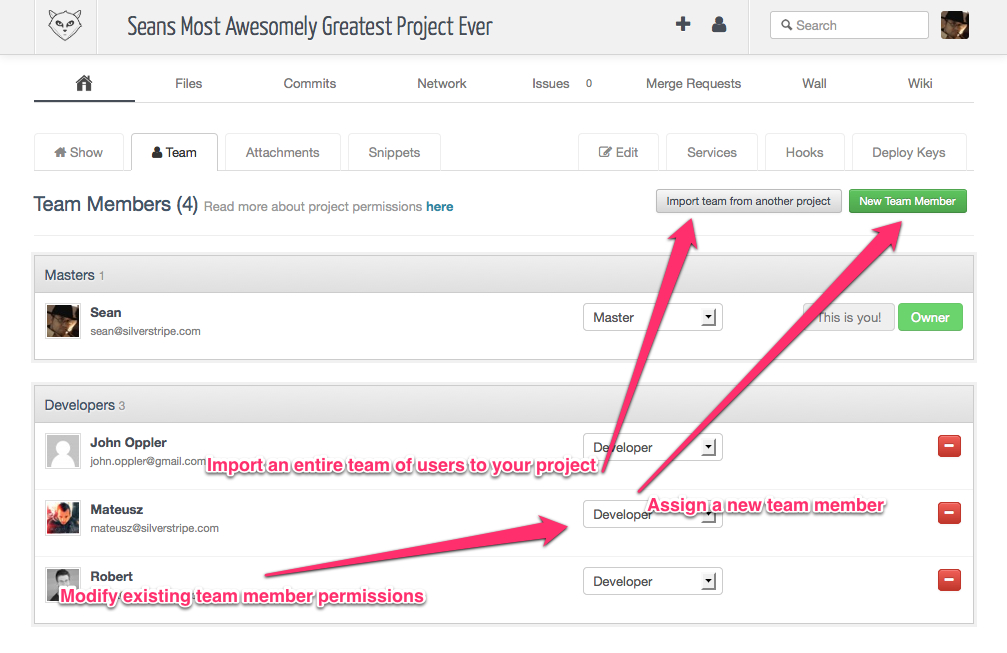 Seans Most Awesomely Greatest Project Ever
Search
Files Commits Network Issues 0 Merge Requests Wall Wiki
Show Team Attachments Snippets Edit Services Hooks Deploy Keys
Team Members (4) Read more about project permissions here
Import team from another project New Team Member
Masters 1
Sean
sean@silverstripe.com
Master
This is you! Owner
Developers 3
John Oppler
john.oppler@gmail.com
Developer
Import an entire team of users to your project
Mateusz
mateusz@silverstripe.com
Developer
Assign a new team member
Robert
Developer
Modify existing team member permissions